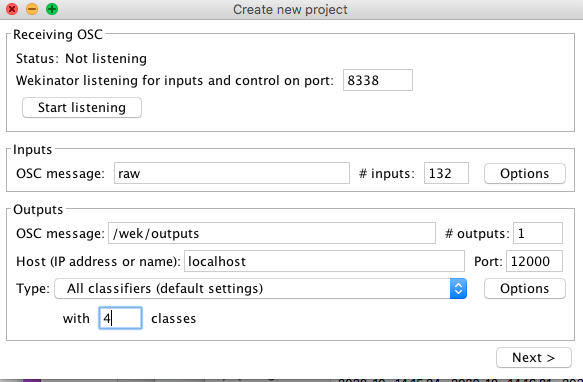 Create new project
Receiving OSC
Status: Not listening
Wekinator listening for inputs and control on port: 8338
Start listening
Inputs
OSC message: raw # inputs: 132 Options
Outputs
OSC message: /wek/outputs # outputs: 1
Host (IP address or name): localhost Port: 12000
Type: All classifiers (default settings) Options
with 4 classes
Next >